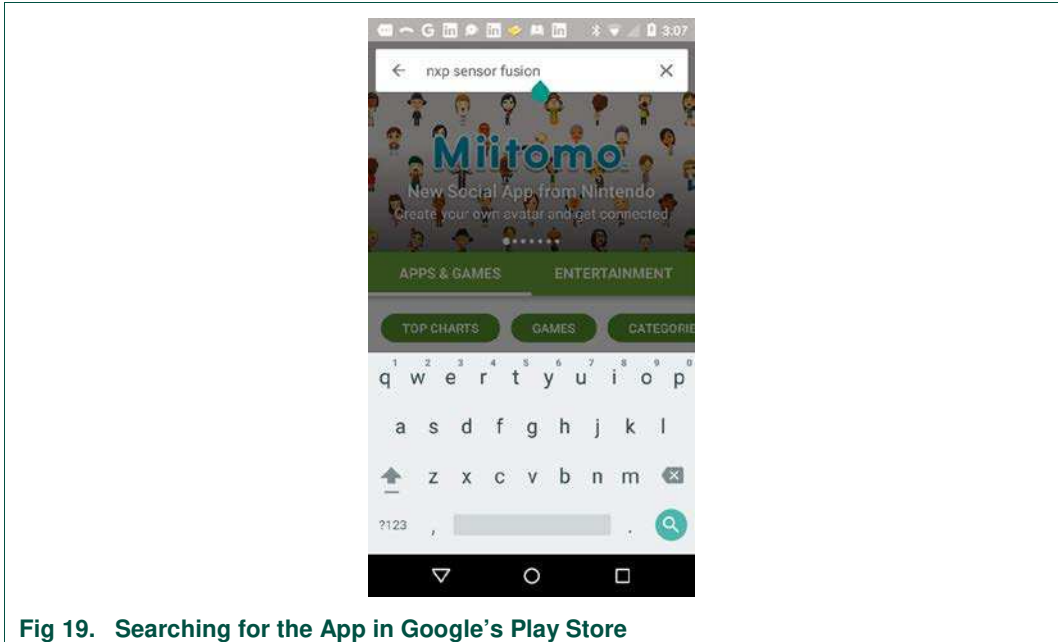 3:07
nxp sensor fusion
Miitomo
New Social App from Nintendo
Create your own avatar and get connected.
APPS & GAMES ENTERTAINMENT
TOP CHARTS GAMES CATEGORIE
1 2 3 4 5 6 7 8 9 0
q w e r t y u i o p
a s d f g h j k l
z x c v b n m
?123 , .
Fig 19. Searching for the App in Google's Play Store